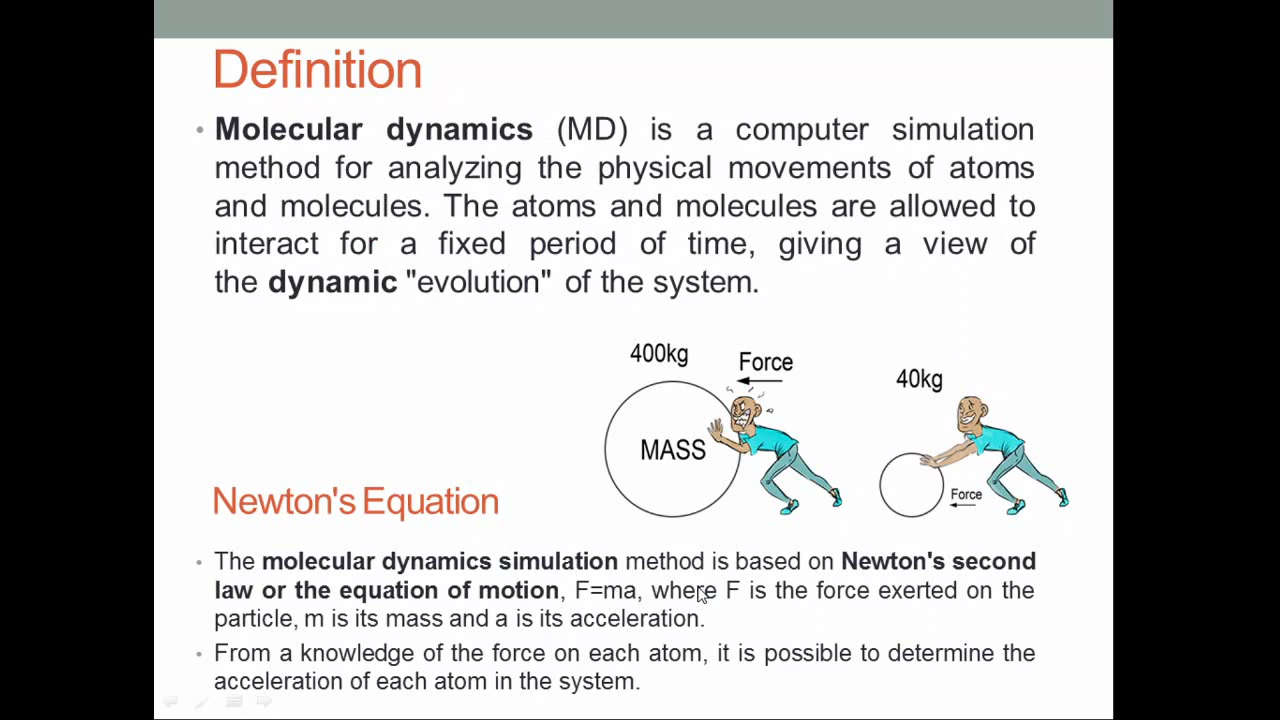 Definition
• Molecular dynamics (MD) is a computer simulation
method for analyzing the physical movements of atoms
and molecules. The atoms and molecules are allowed to
interact for a fixed period of time, giving a view of
the dynamic "evolution" of the system.
400kg
Force
40kg
MASS
Force
Newton's Equation
• The molecular dynamics simulation method is based on Newton's second
law or the equation of motion, F=ma, where F is the force exerted on the
particle, m is its mass and a is its acceleration.
• From a knowledge of the force on each atom, it is possible to determine the
acceleration of each atom in the system.